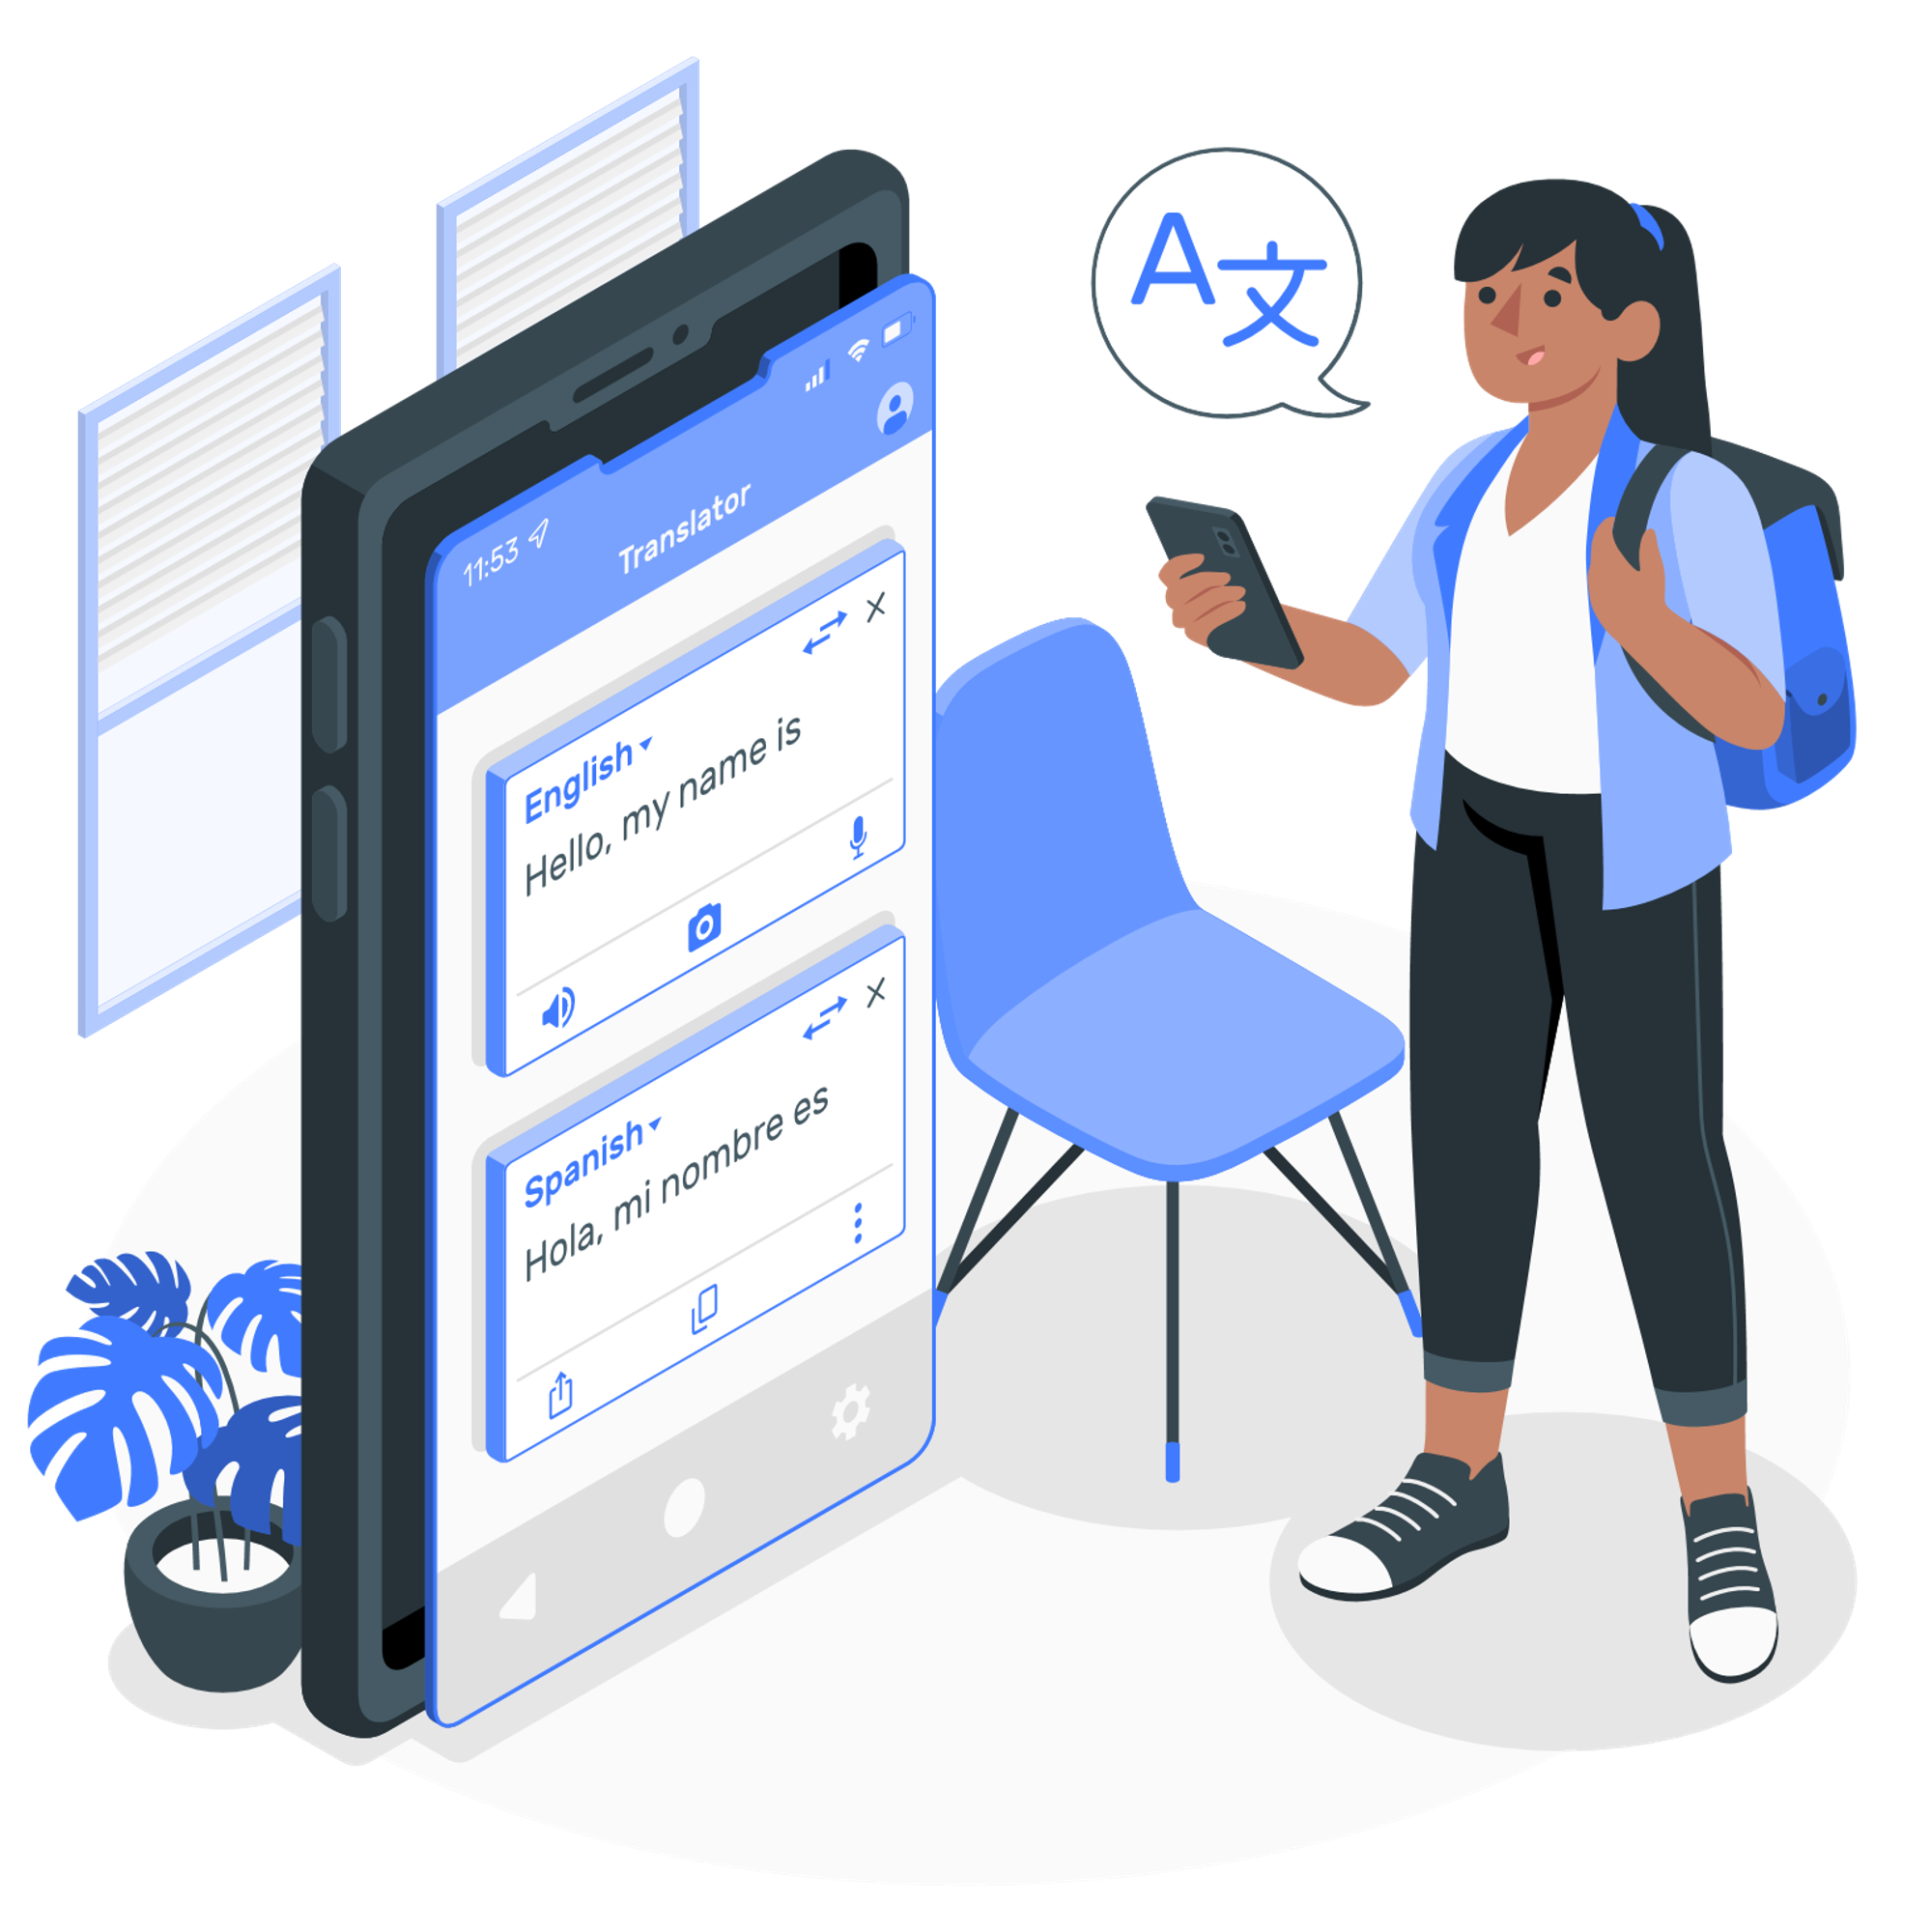 11:53
Translator
English
Hello, my name is
Spanish
Hola, mi nombre es
A文